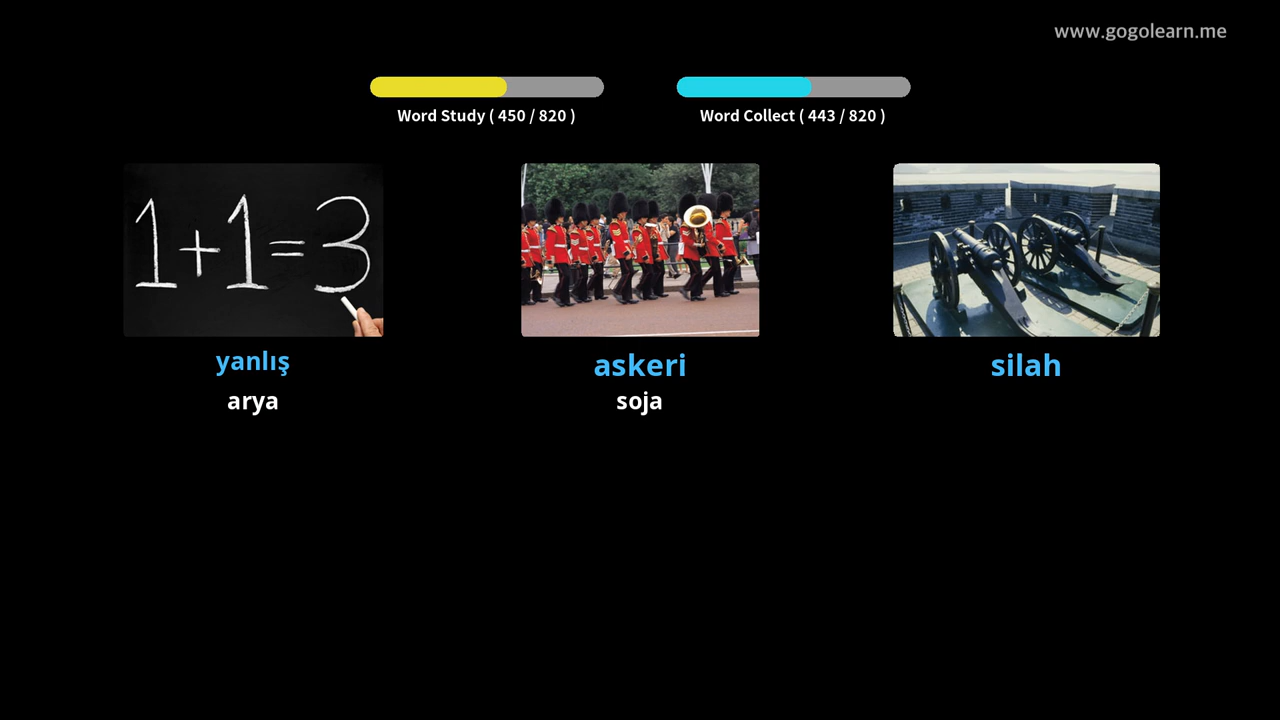 www.gogolearn.me
Word Study ( 450 / 820 )
Word Collect ( 443 / 820 )
1+1=3
yanlış
askeri
silah
arya
soja